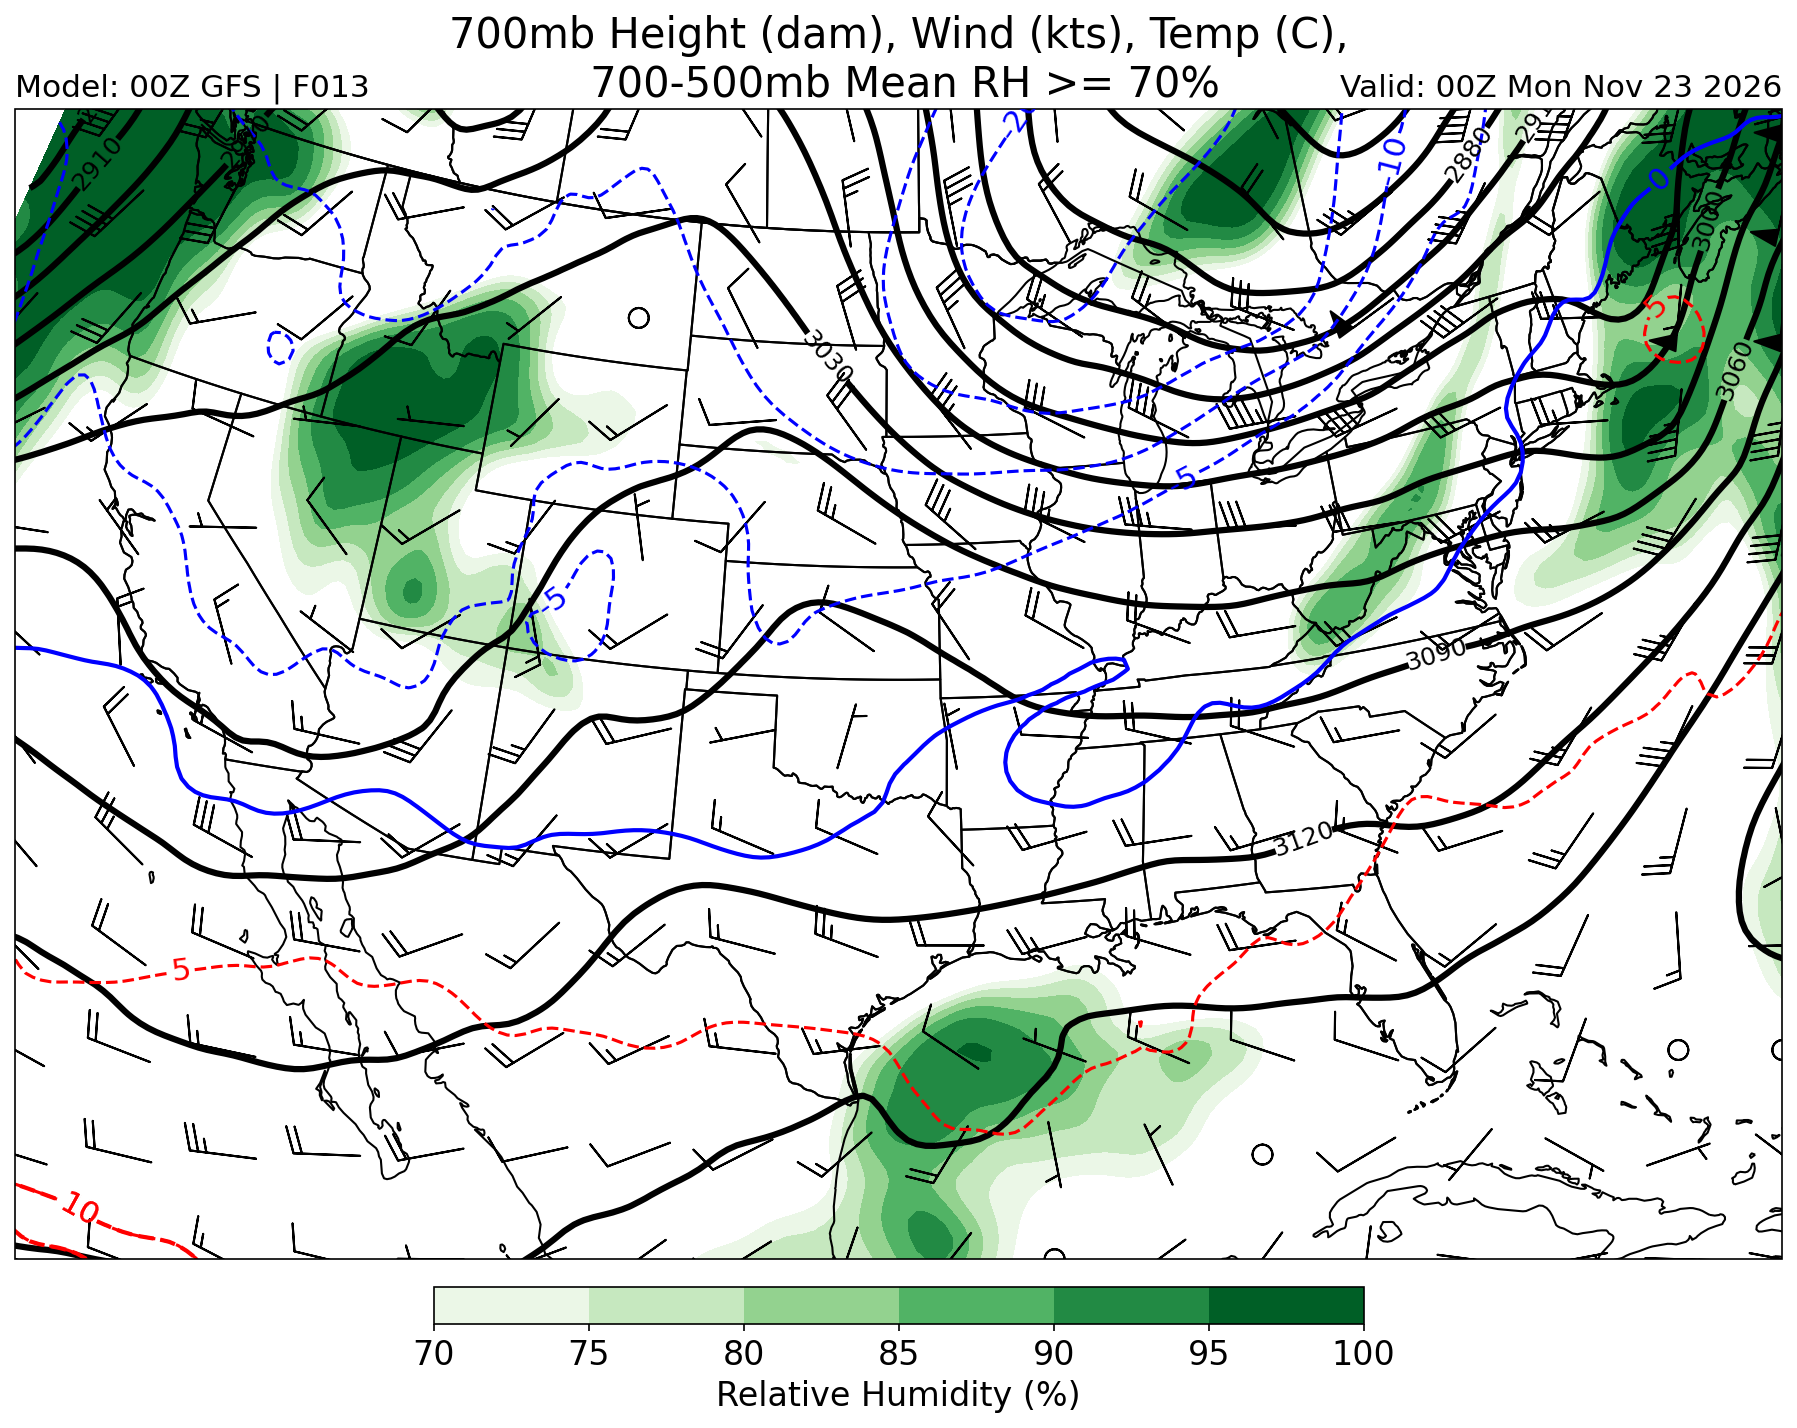 700mb Height (dam), Wind (kts), Temp (C),
700-500mb Mean RH >= 70%
Model: 00Z GFS | F013
Valid: 00Z Mon Nov 23 2026
2910
2880
10
0
3000
5
3060
3030
5
-5
3090
3120
5
10
70 75 80 85 90 95 100
Relative Humidity (%)